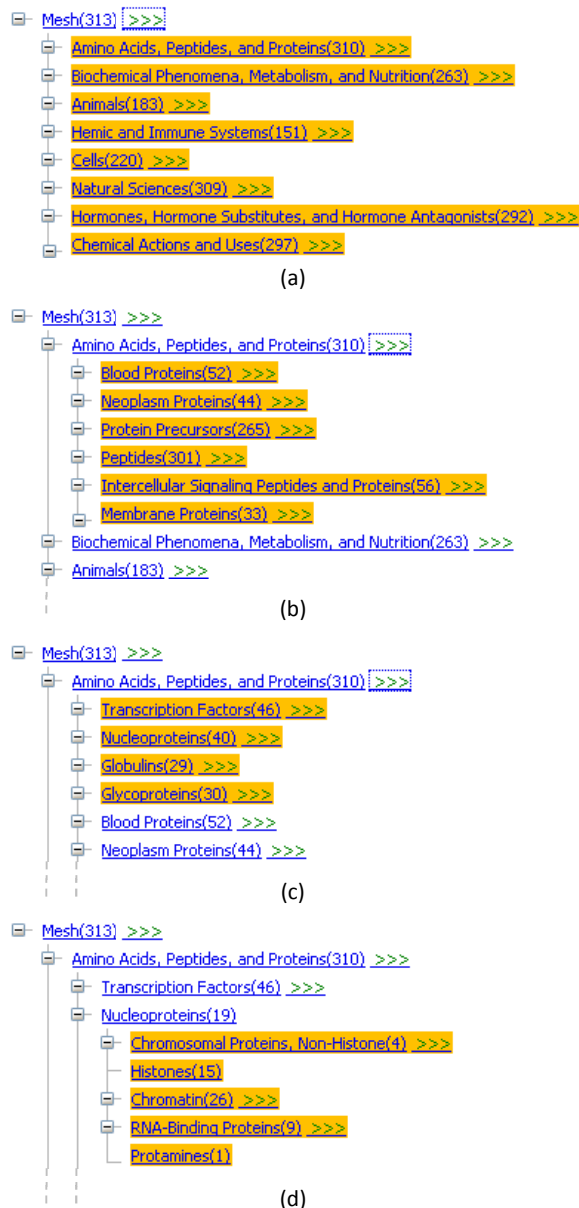 Mesh(313) >>>
Amino Acids, Peptides, and Proteins(310) >>>
Biochemical Phenomena, Metabolism, and Nutrition(263) >>>
Animals(183) >>>
Hemic and Immune Systems(151) >>>
Cells(220) >>>
Natural Sciences(309) >>>
Hormones, Hormone Substitutes, and Hormone Antagonists(292) >>>
Chemical Actions and Uses(297) >>>
(a)
Mesh(313) >>>
Amino Acids, Peptides, and Proteins(310) >>>
Blood Proteins(52) >>>
Neoplasm Proteins(44) >>>
Protein Precursors(265) >>>
Peptides(301) >>>
Intercellular Signaling Peptides and Proteins(56) >>>
Membrane Proteins(33) >>>
Biochemical Phenomena, Metabolism, and Nutrition(263) >>>
Animals(183) >>>
(b)
Mesh(313) >>>
Amino Acids, Peptides, and Proteins(310) >>>
Transcription Factors(46) >>>
Nucleoproteins(40) >>>
Globulins(29) >>>
Glycoproteins(30) >>>
Blood Proteins(52) >>>
Neoplasm Proteins(44) >>>
(c)
Mesh(313) >>>
Amino Acids, Peptides, and Proteins(310) >>>
Transcription Factors(46) >>>
Nucleoproteins(19)
Chromosomal Proteins, Non-Histone(4) >>>
Histones(15)
Chromatin(26) >>>
RNA-Binding Proteins(9) >>>
Protamines(1)
(d)